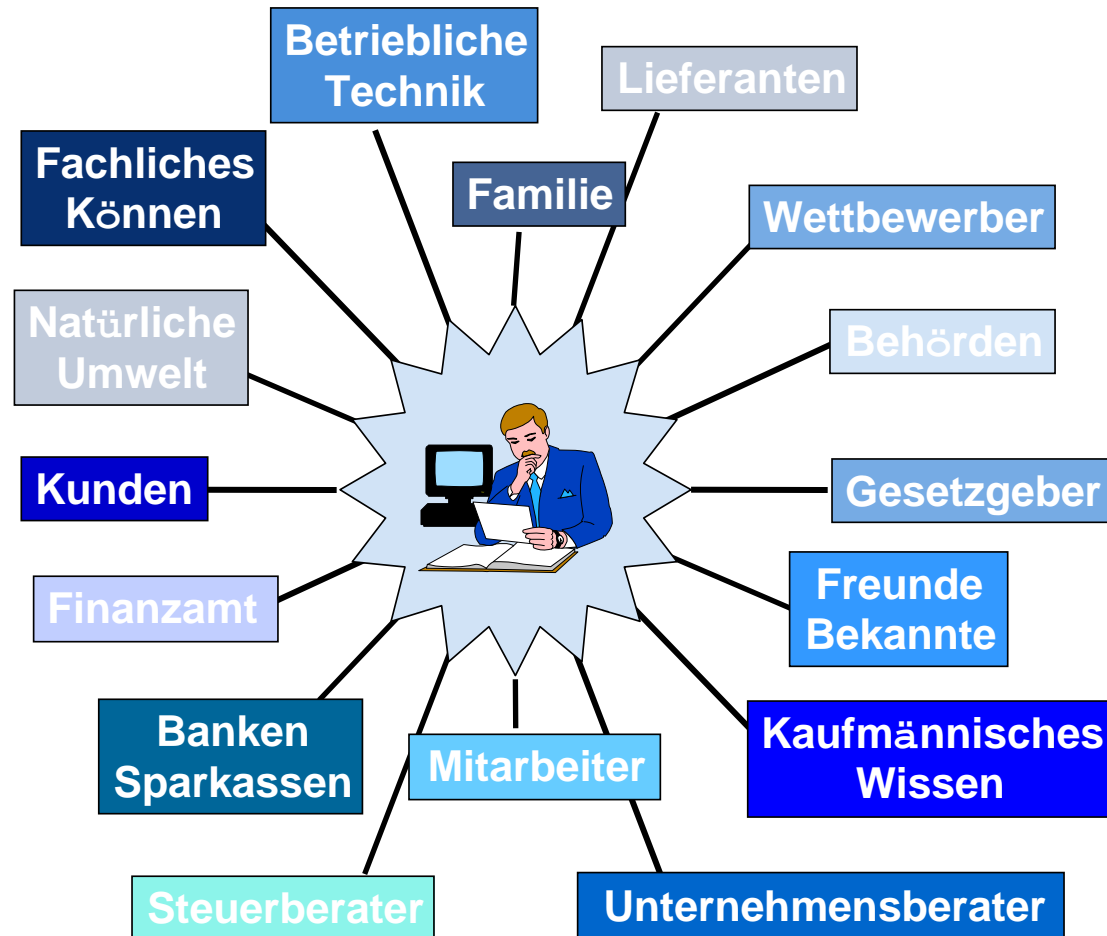 Betriebliche
Technik
Lieferanten
Fachliches
Können
Familie
Wettbewerber
Natürliche
Umwelt
Behörden
Kunden
Gesetzgeber
Finanzamt
Freunde
Bekannte
Banken
Sparkassen
Mitarbeiter
Kaufmännisches
Wissen
Steuerberater
Unternehmensberater